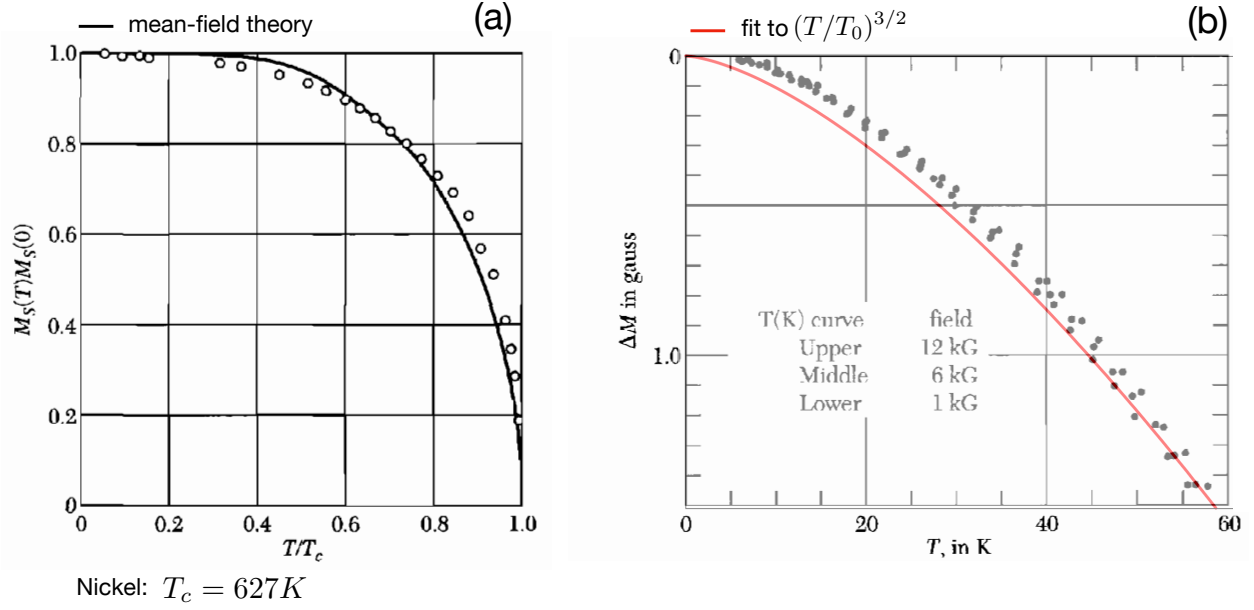 mean-field theory
(a)
1.0
0.8
0.6
0.4
0.2
0
M_S(T)M_S(0)
0 0.2 0.4 0.6 0.8 1.0
T/T_c
Nickel: T_c = 627K
fit to (T/T_0)^{3/2}
(b)
0
1.0
ΔM in gauss
T(K) curve field
Upper 12 kG
Middle 6 kG
Lower 1 kG
0 20 40 60
T, in K